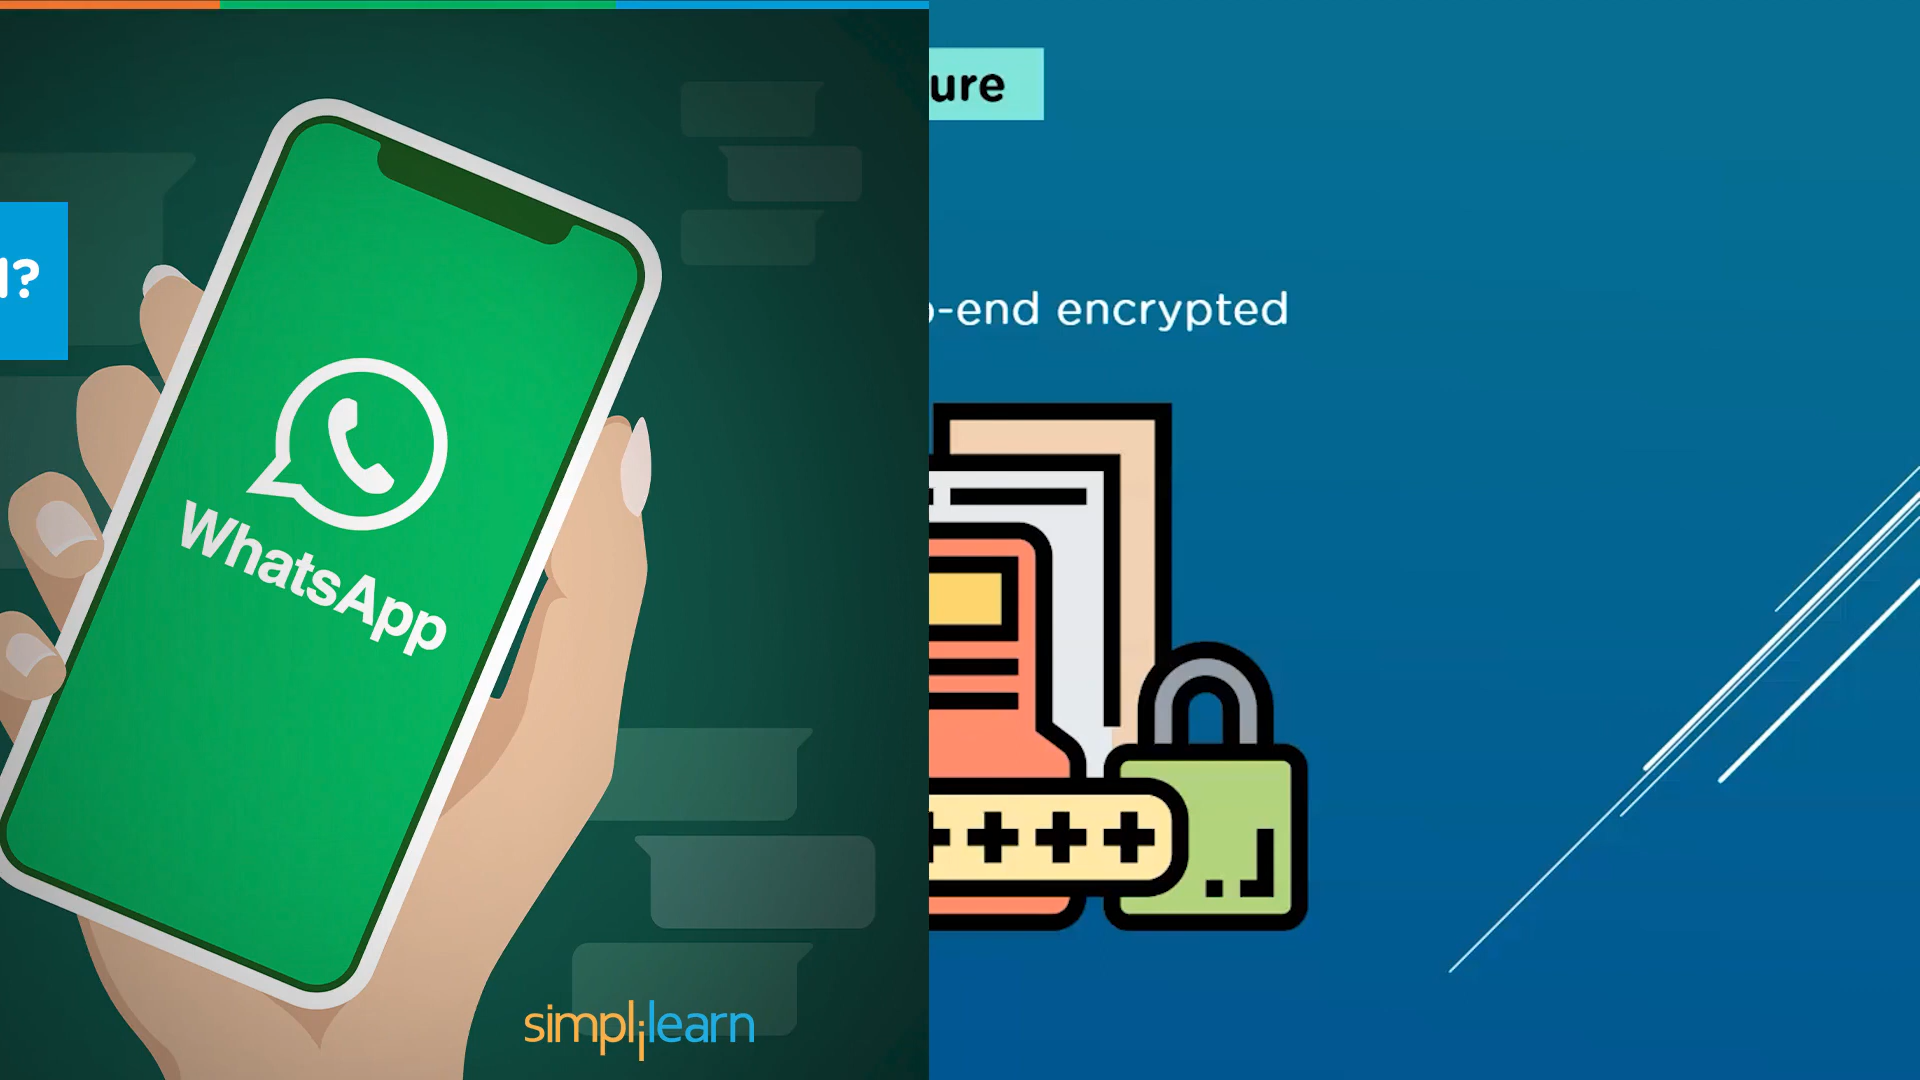 ?
WhatsApp
simplilearn
ure
-end encrypted